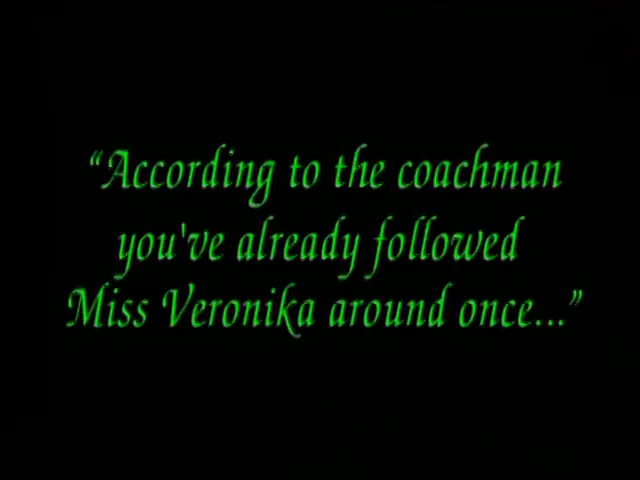 “According to the coachman
you've already followed
Miss Veronika around once...”